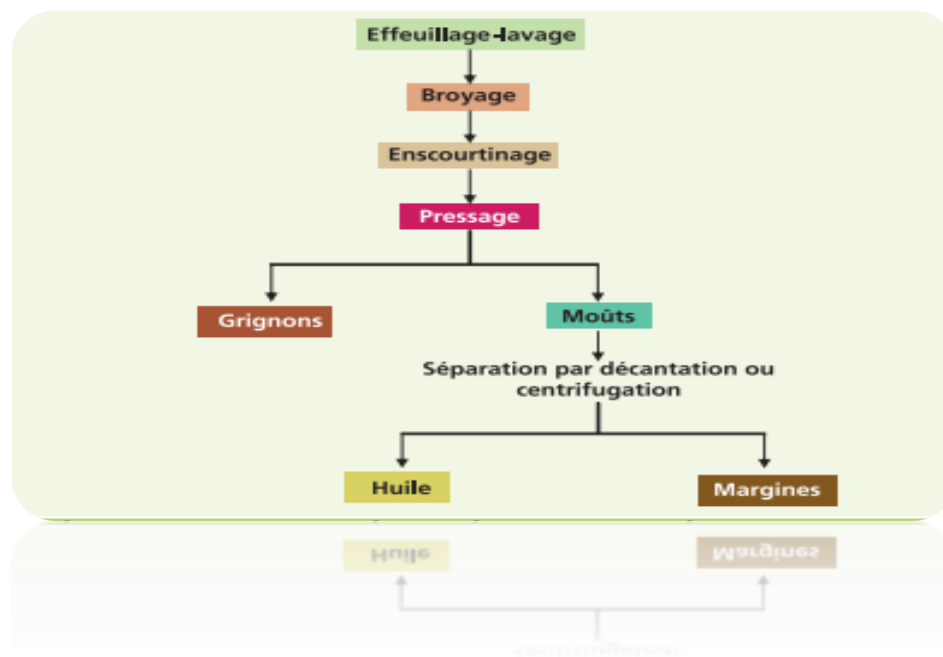 Effeuillage-lavage
Broyage
Enscourtinage
Pressage
Grignons
Moûts
Séparation par décantation ou
centrifugation
Huile
Margines